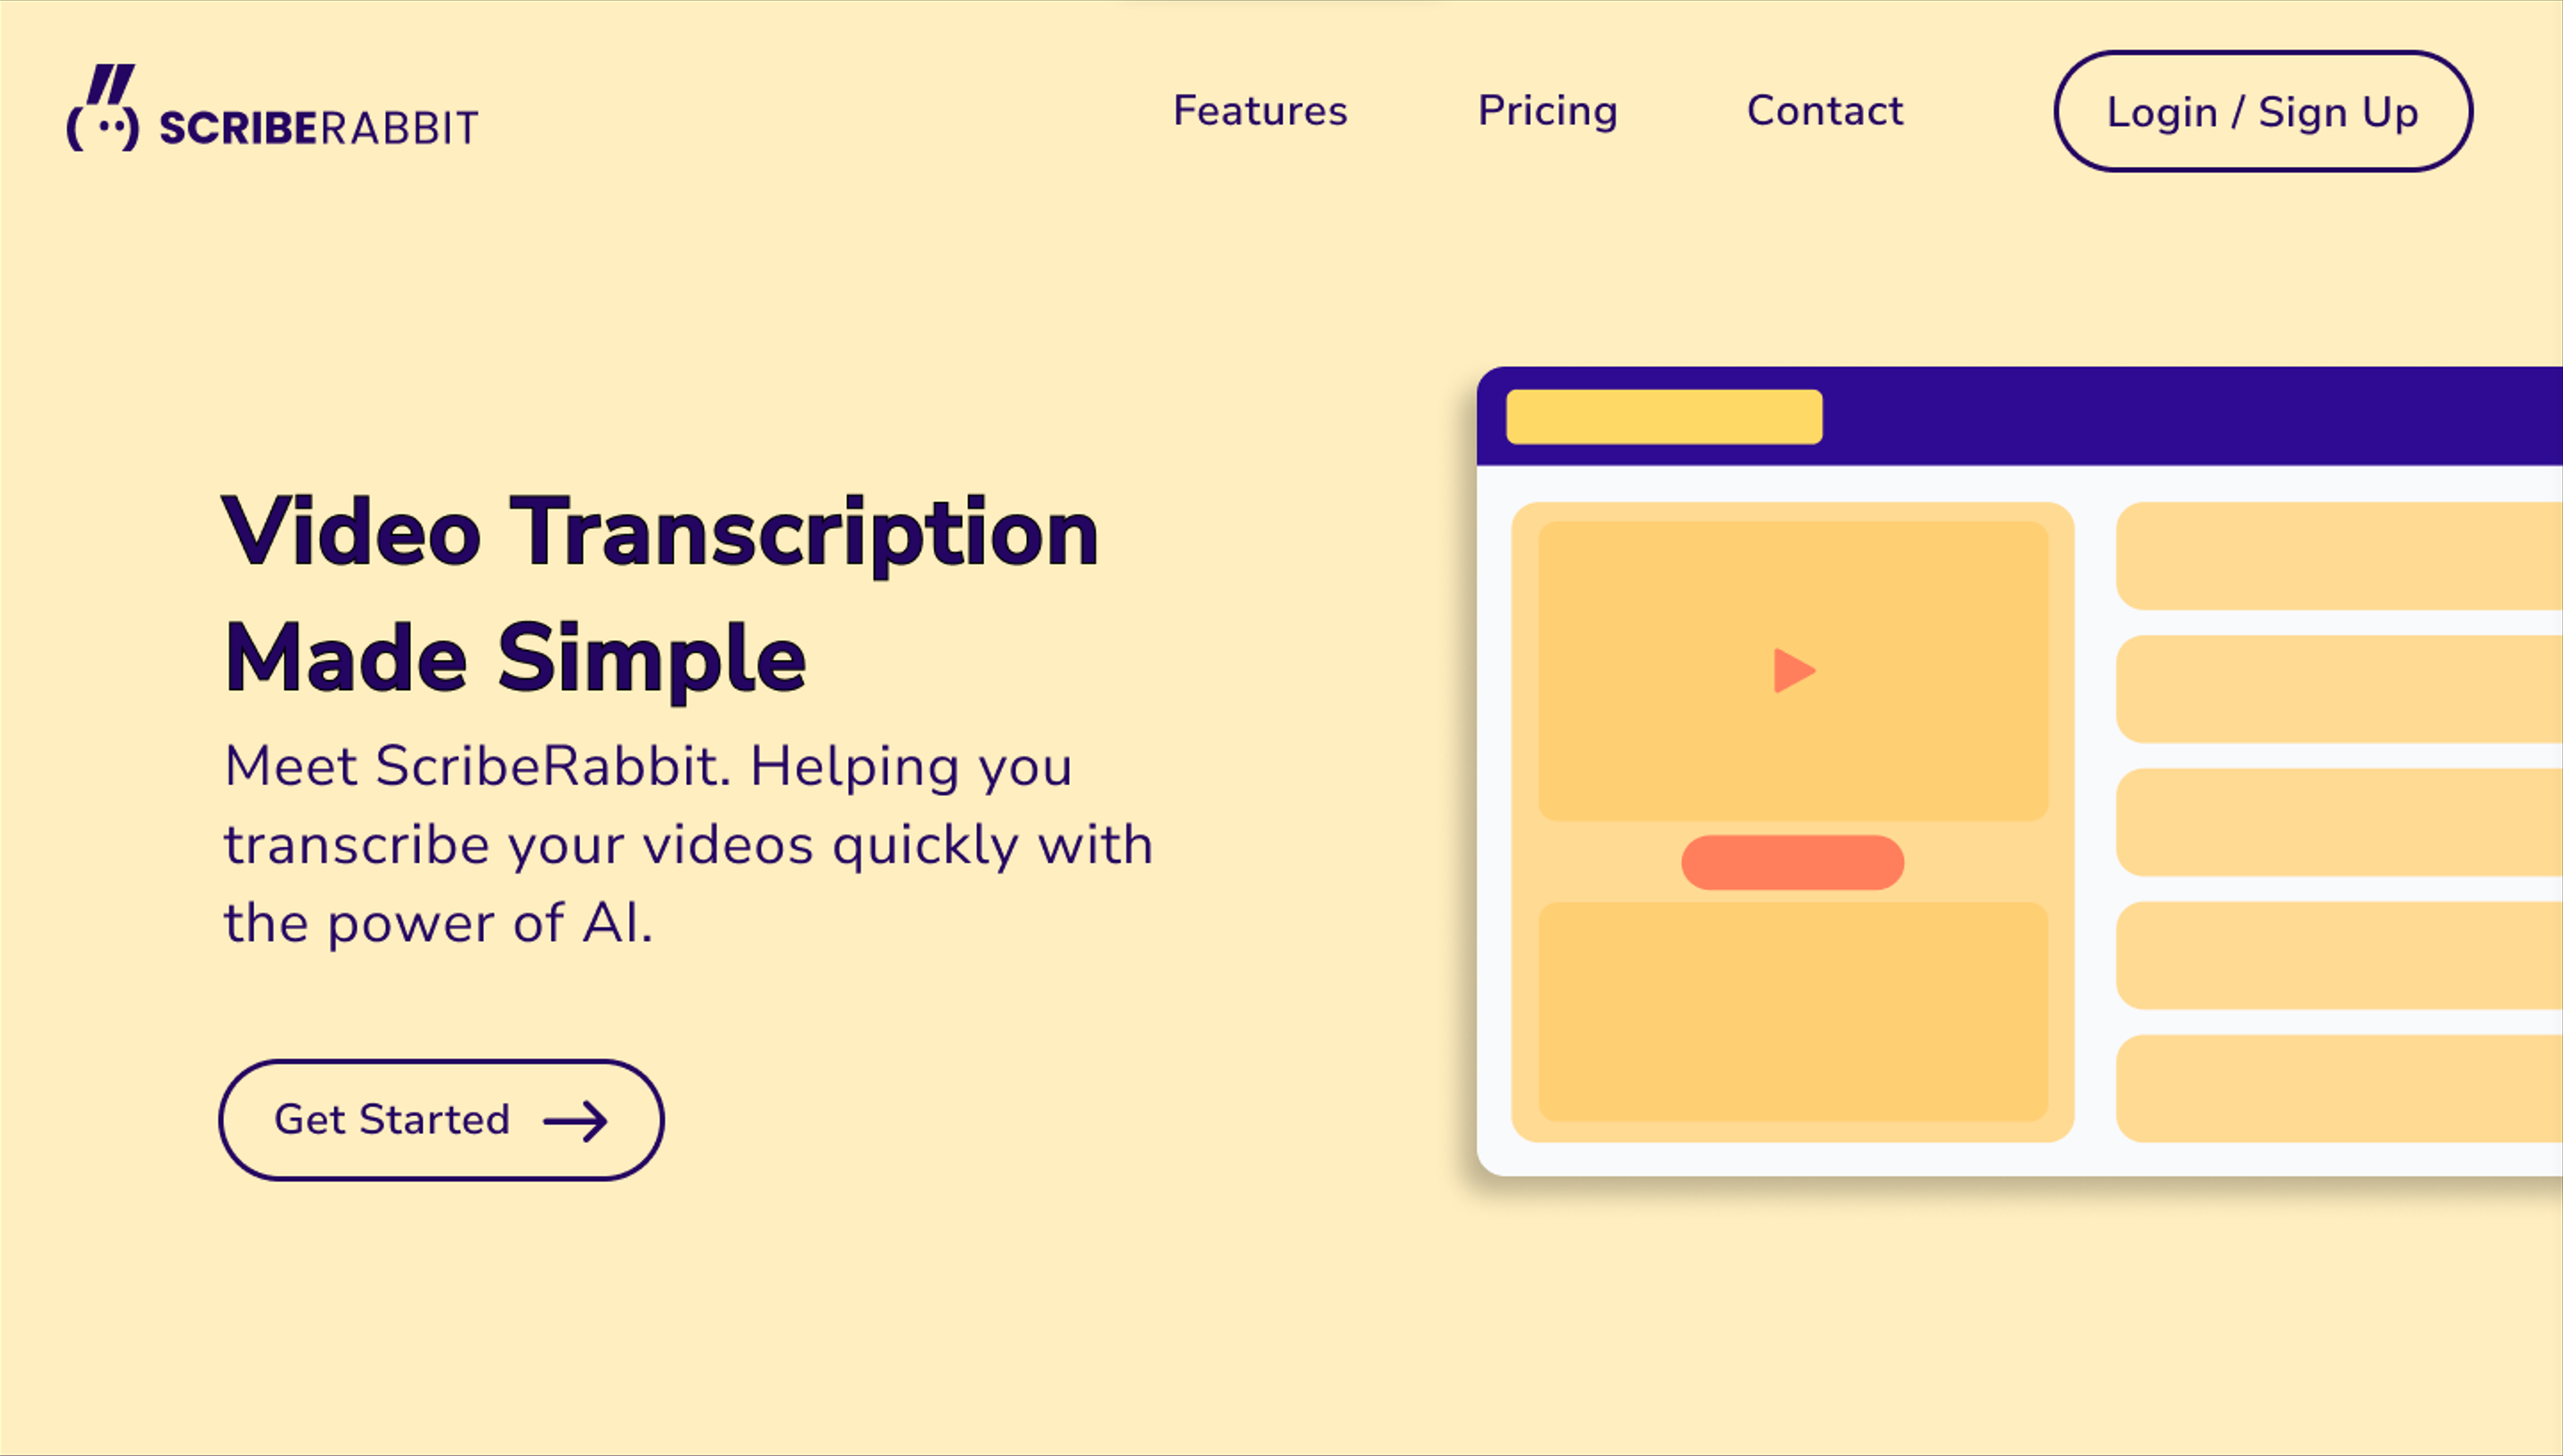 SCRIBERABBIT
Features
Pricing
Contact
Login / Sign Up
Video Transcription
Made Simple
Meet ScribeRabbit. Helping you
transcribe your videos quickly with
the power of AI.
Get Started